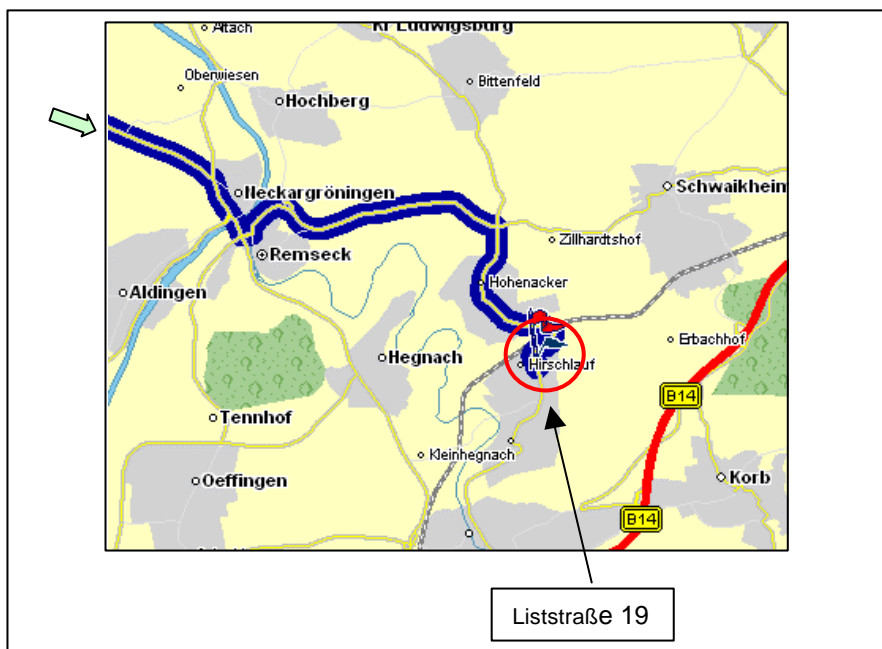 Kr Ludwigsburg
Oberwiesen
Bittenfeld
Hochberg
Schwaikheim
Neckargröningen
Zillhardtshof
Remseck
Hohenacker
Aldingen
Erbachhof
Hegnach
Hirschlauf
B14
Tennhof
Kleinhegnach
Oeffingen
Korb
B14
Liststraße 19